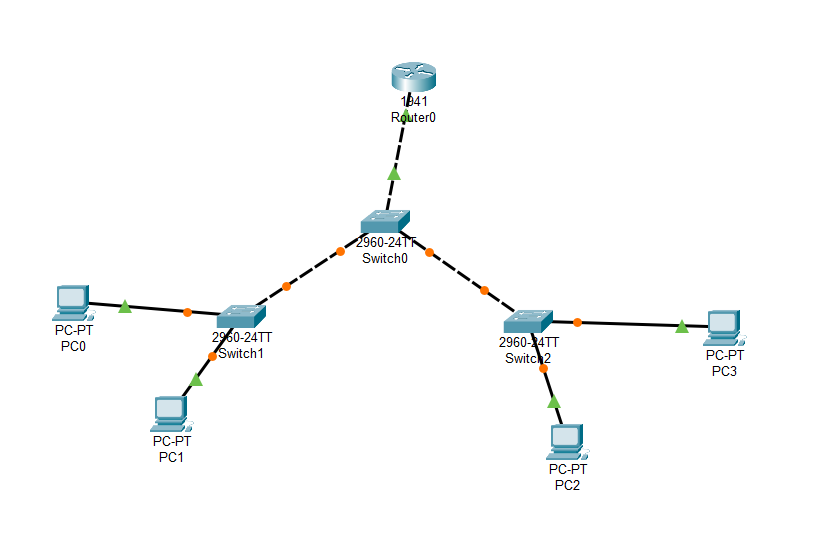 1941
Router0
2960-24TT
Switch0
PC-PT
PC0
2960-24TT
Switch1
PC-PT
PC1
2960-24TT
Switch2
PC-PT
PC3
PC-PT
PC2